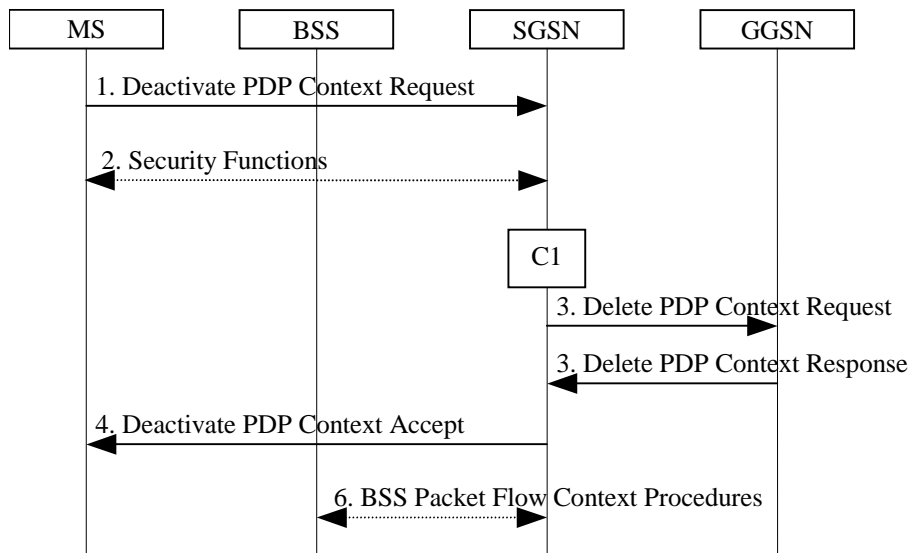 MS BSS SGSN GGSN
1. Deactivate PDP Context Request
2. Security Functions
C1
3. Delete PDP Context Request
3. Delete PDP Context Response
4. Deactivate PDP Context Accept
6. BSS Packet Flow Context Procedures